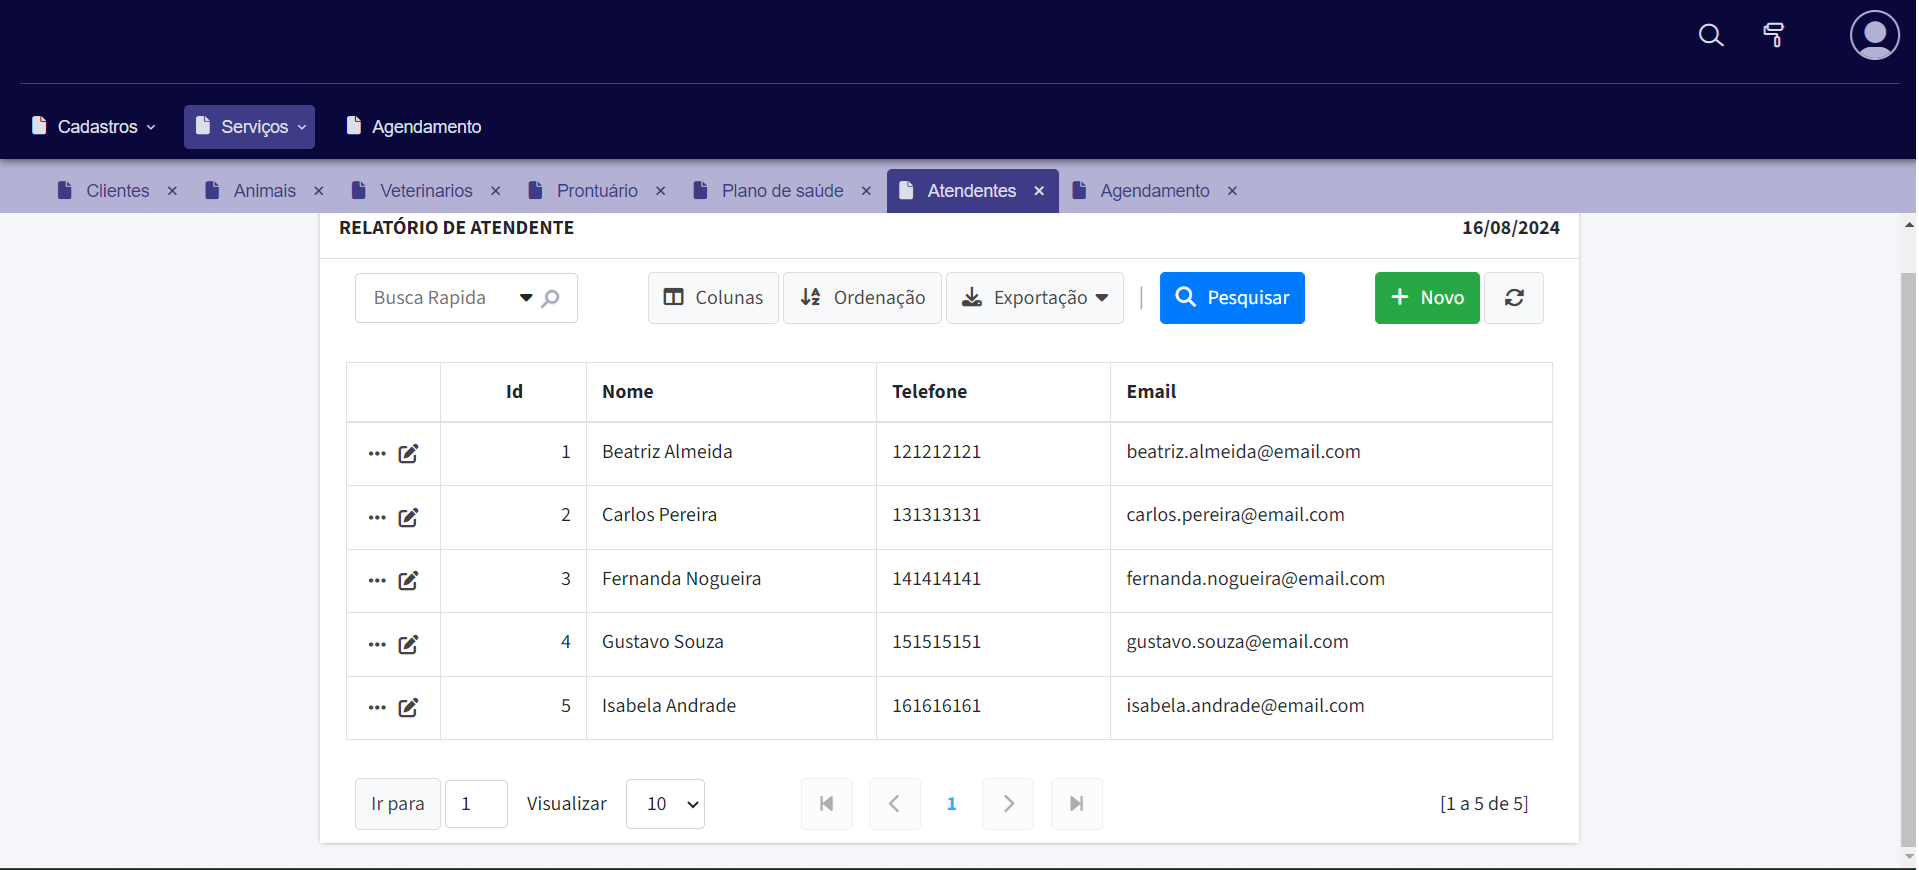 Cadastros Serviços Agendamento
Clientes Animais Veterinarios Prontuário Plano de saúde Atendentes Agendamento
RELATÓRIO DE ATENDENTE 16/08/2024
Busca Rapida Colunas Ordenação Exportação | Pesquisar Novo
Id Nome Telefone Email
1 Beatriz Almeida 121212121 beatriz.almeida@email.com
2 Carlos Pereira 131313131 carlos.pereira@email.com
3 Fernanda Nogueira 141414141 fernanda.nogueira@email.com
4 Gustavo Souza 151515151 gustavo.souza@email.com
5 Isabela Andrade 161616161 isabela.andrade@email.com
Ir para 1 Visualizar 10 1 [1 a 5 de 5]